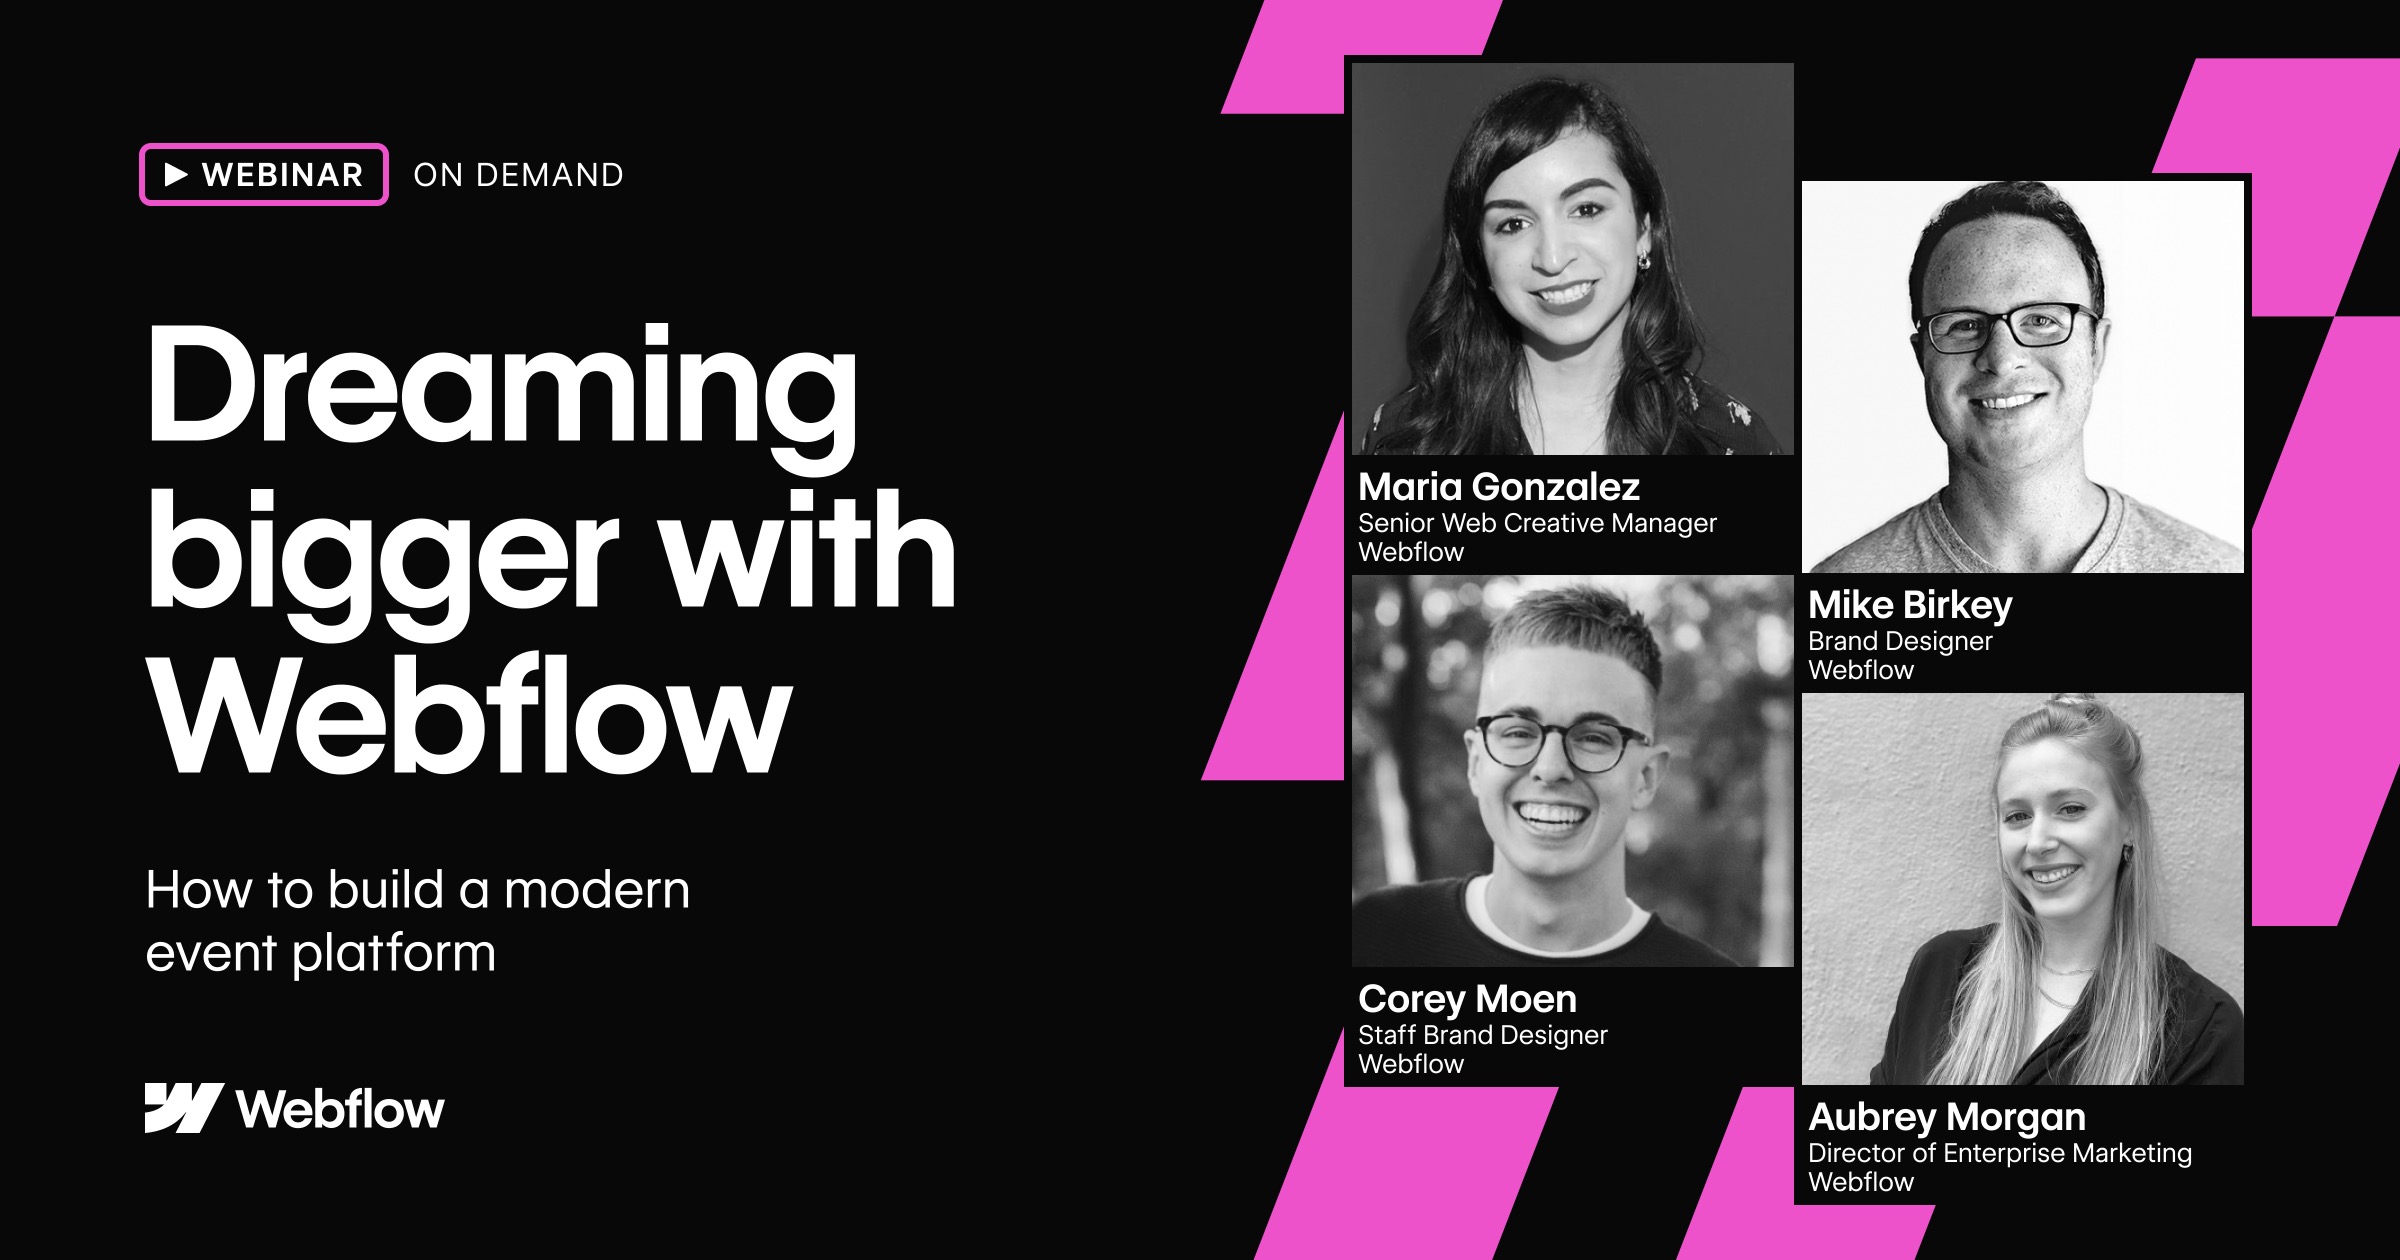 WEBINAR ON DEMAND
Dreaming
bigger with
Webflow
How to build a modern
event platform
Webflow
Maria Gonzalez
Senior Web Creative Manager
Webflow
Mike Birkey
Brand Designer
Webflow
Corey Moen
Staff Brand Designer
Webflow
Aubrey Morgan
Director of Enterprise Marketing
Webflow